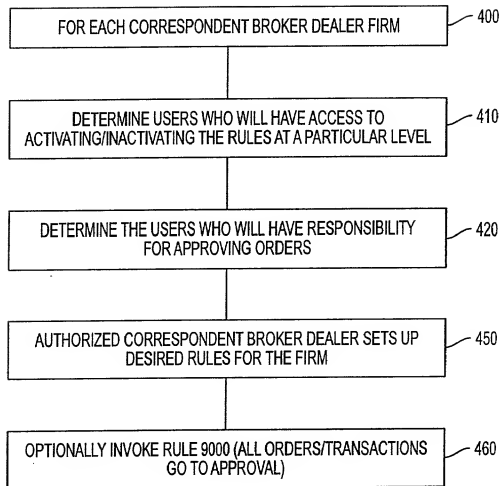 FOR EACH CORRESPONDENT BROKER DEALER FIRM
400
DETERMINE USERS WHO WILL HAVE ACCESS TO
ACTIVATING/INACTIVATING THE RULES AT A PARTICULAR LEVEL
410
DETERMINE THE USERS WHO WILL HAVE RESPONSIBILITY
FOR APPROVING ORDERS
420
AUTHORIZED CORRESPONDENT BROKER DEALER SETS UP
DESIRED RULES FOR THE FIRM
450
OPTIONALLY INVOKE RULE 9000 (ALL ORDERS/TRANSACTIONS
GO TO APPROVAL)
460